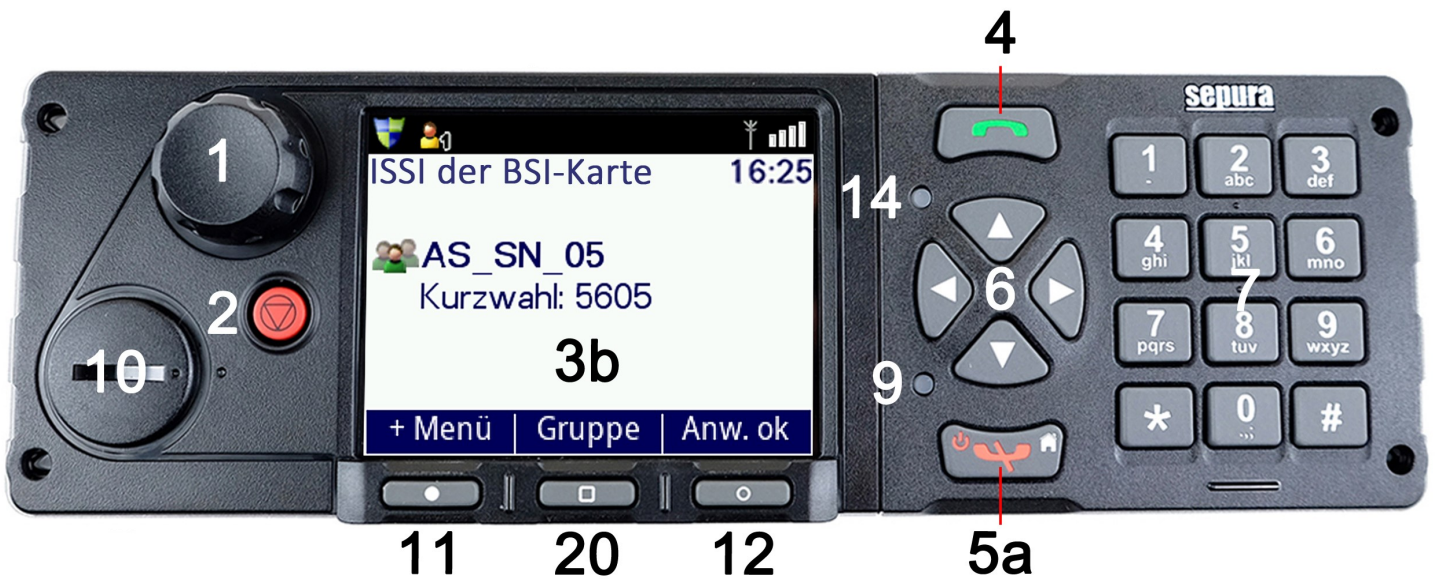 4
sepura
1
ISSI der BSI-Karte 16:25
14
AS_SN_05
Kurzwahl: 5605
2
6
7
10
3b
9
+ Menü Gruppe Anw. ok
1 2 abc 3 def
4 ghi 5 jkl 6 mno
7 pqrs 8 tuv 9 wxyz
* 0 .,; #
11 20 12 5a